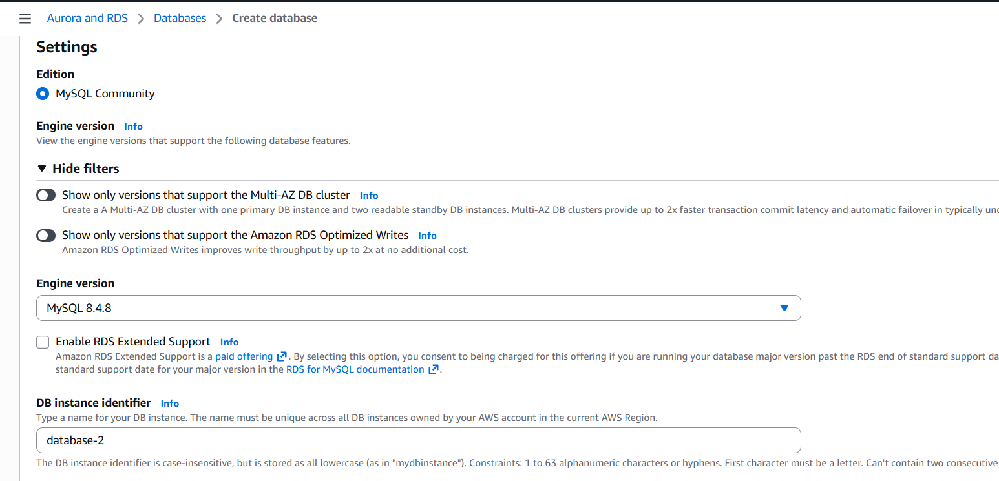 Aurora and RDS > Databases > Create database
Settings
Edition
MySQL Community
Engine version Info
View the engine versions that support the following database features.
Hide filters
Show only versions that support the Multi-AZ DB cluster Info
Create a A Multi-AZ DB cluster with one primary DB instance and two readable standby DB instances. Multi-AZ DB clusters provide up to 2x faster transaction commit latency and automatic failover in typically
Show only versions that support the Amazon RDS Optimized Writes Info
Amazon RDS Optimized Writes improves write throughput by up to 2x at no additional cost.
Engine version
MySQL 8.4.8
Enable RDS Extended Support Info
Amazon RDS Extended Support is a paid offering. By selecting this option, you consent to being charged for this offering if you are running your database major version past the RDS end of standard support
standard support date for your major version in the RDS for MySQL documentation.
DB instance identifier Info
Type a name for your DB instance. The name must be unique across all DB instances owned by your AWS account in the current AWS Region.
database-2
The DB instance identifier is case-insensitive, but is stored as all lowercase (as in "mydbinstance"). Constraints: 1 to 63 alphanumeric characters or hyphens. First character must be a letter. Can't contain two consecutive